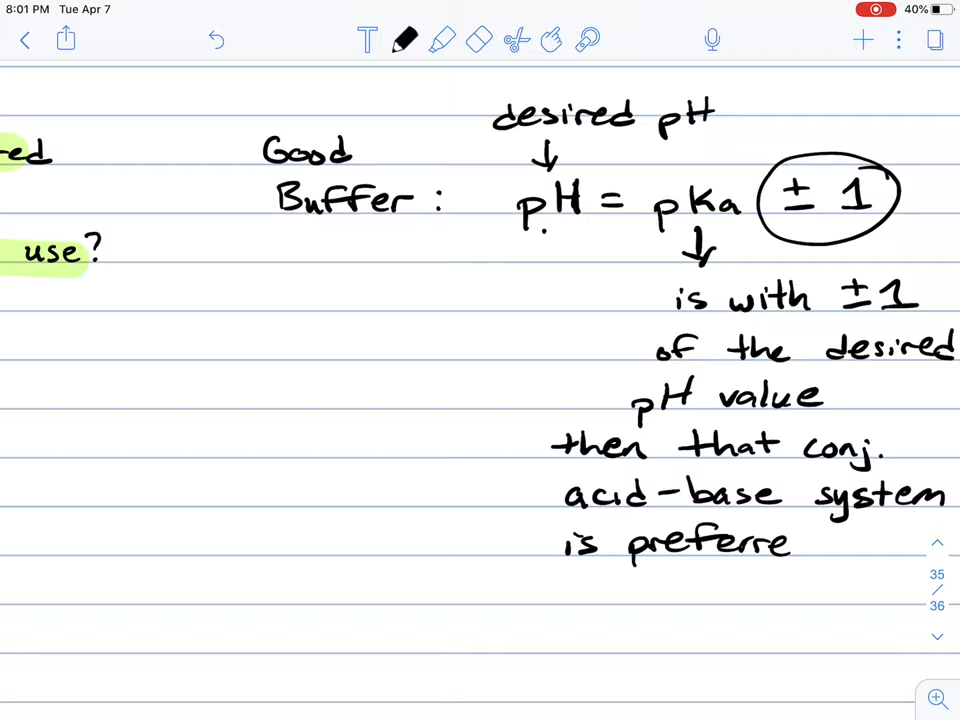 8:01 PM Tue Apr 7
40%
T
desired pH
red
Good
Buffer : pH = pKa ± 1
use?
is with ±1
of the desired
pH value
then that conj.
acid-base system
is preferre
35
/
36